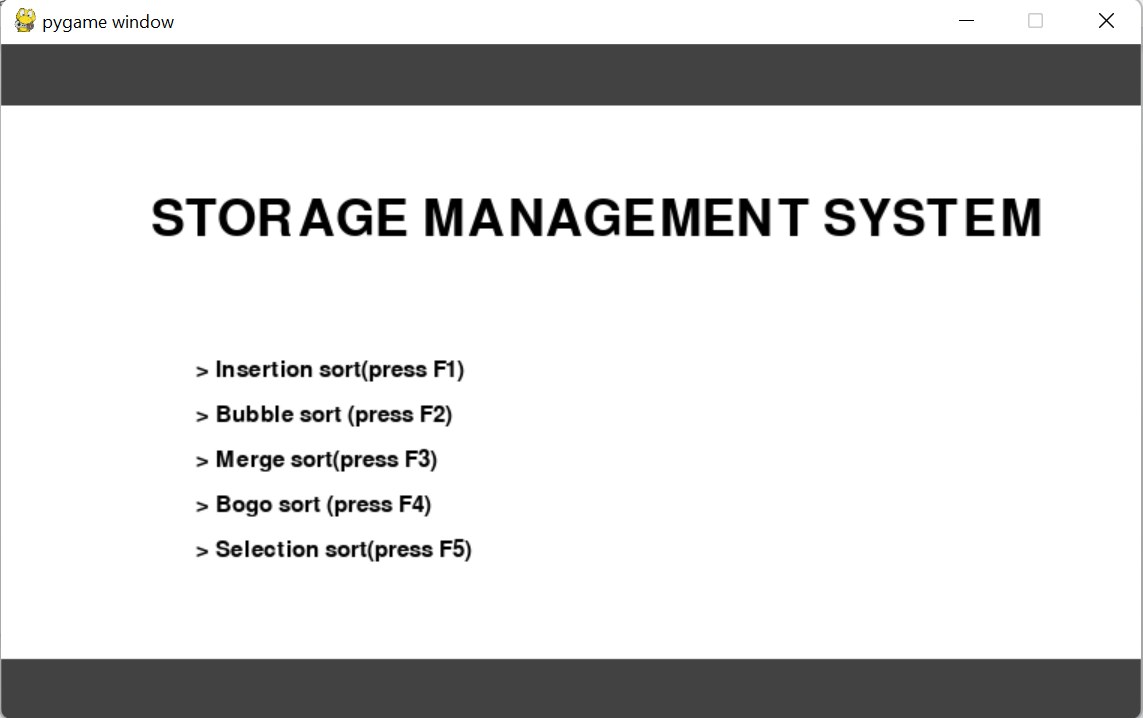 pygame window
STORAGE MANAGEMENT SYSTEM
> Insertion sort(press F1)
> Bubble sort (press F2)
> Merge sort(press F3)
> Bogo sort (press F4)
> Selection sort(press F5)